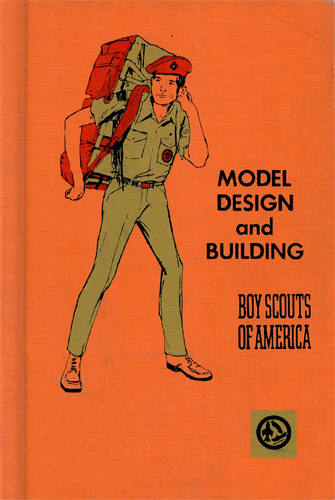 MODEL
DESIGN and
BUILDING
BOY SCOUTS
OF AMERICA